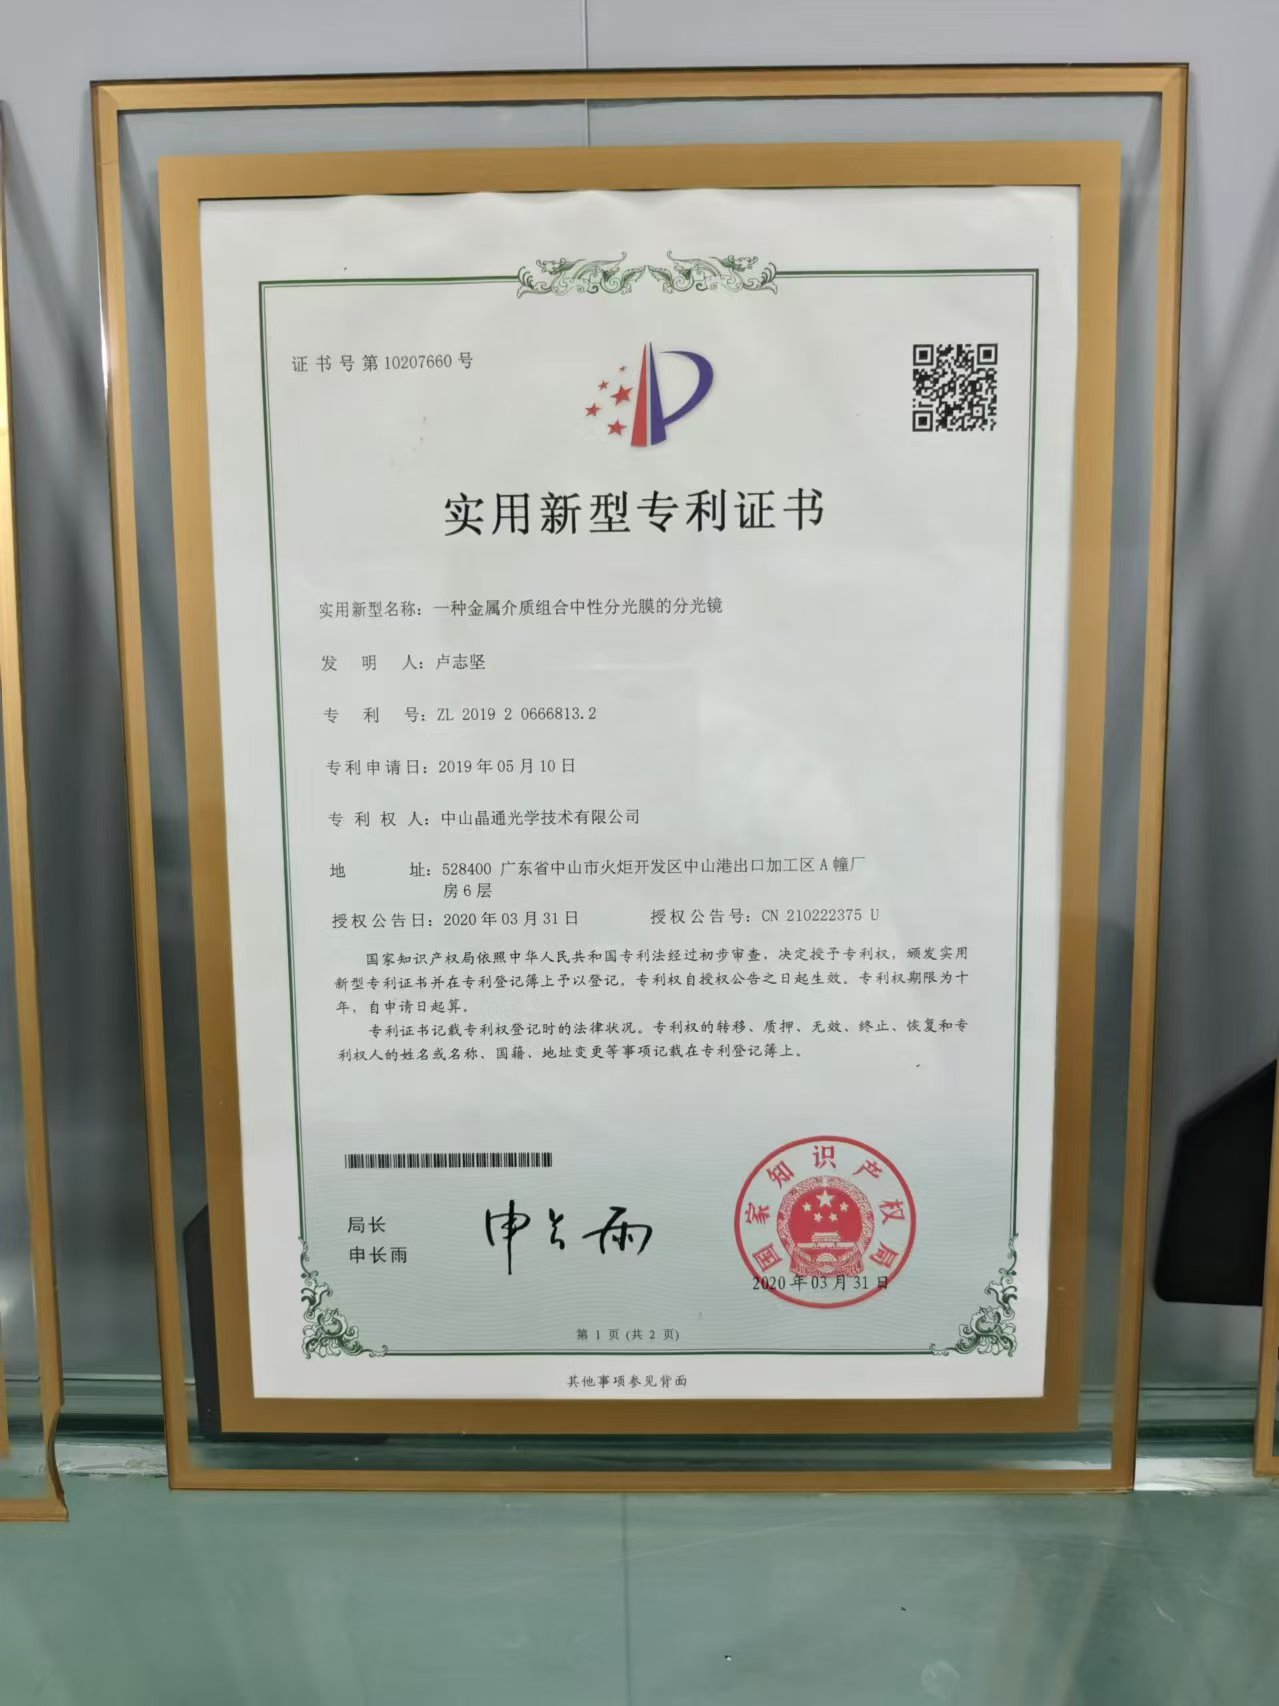 证书号第10207660号
实用新型专利证书
实用新型名称：一种金属介质组合中性分光膜的分光镜
发明人：卢志坚
专利号：ZL 2019 2 0666813.2
专利申请日：2019年05月10日
专利权人：中山晶通光学技术有限公司
地址：528400 广东省中山市火炬开发区中山港出口加工区A幢厂
房6层
授权公告日：2020年03月31日 授权公告号：CN 210222375 U
国家知识产权局依照中华人民共和国专利法经过初步审查，决定授予专利权，颁发实用
新型专利证书并在专利登记簿上予以登记。专利权自授权公告之日起生效。专利权期限为十
年，自申请日起算。
专利证书记载专利权登记时的法律状况。专利权的转移、质押、无效、终止、恢复和专
利权人的姓名或名称、国籍、地址变更等事项记载在专利登记簿上。
局长
申长雨
申长雨
国家知识产权局
2020年03月31日
第 1 页 (共 2 页)
其他事项参见背面